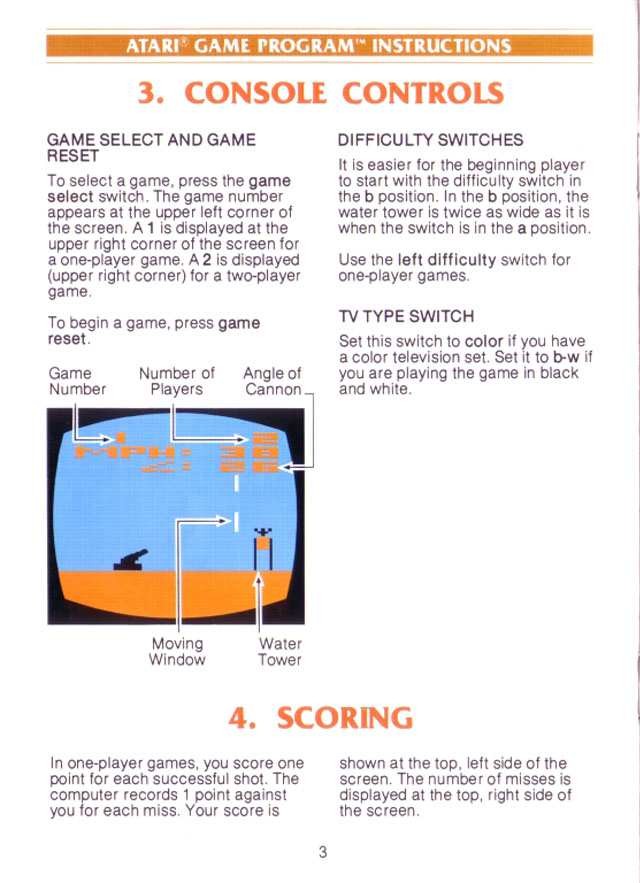 ATARI® GAME PROGRAM™ INSTRUCTIONS
3. CONSOLE CONTROLS
GAME SELECT AND GAME
RESET
To select a game, press the game
select switch. The game number
appears at the upper left corner of
the screen. A 1 is displayed at the
upper right corner of the screen for
a one-player game. A 2 is displayed
(upper right corner) for a two-player
game.
To begin a game, press game
reset.
Game
Number
Number of
Players
Angle of
Cannon
1 2
MPH: 38
∠: 26
Moving
Window
Water
Tower
DIFFICULTY SWITCHES
It is easier for the beginning player
to start with the difficulty switch in
the b position. In the b position, the
water tower is twice as wide as it is
when the switch is in the a position.
Use the left difficulty switch for
one-player games.
TV TYPE SWITCH
Set this switch to color if you have
a color television set. Set it to b-w if
you are playing the game in black
and white.
4. SCORING
In one-player games, you score one
point for each successful shot. The
computer records 1 point against
you for each miss. Your score is
shown at the top, left side of the
screen. The number of misses is
displayed at the top, right side of
the screen.
3